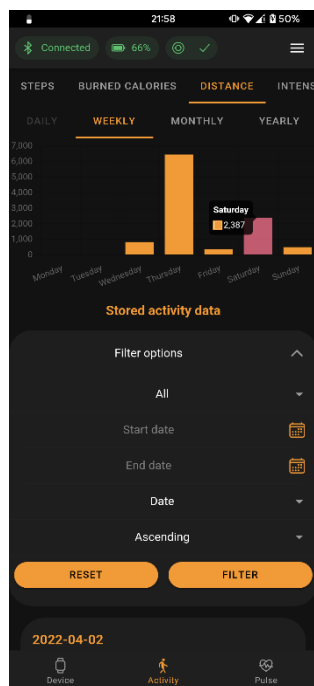 21:58 50%
Connected 66%
STEPS BURNED CALORIES DISTANCE INTENS
DAILY WEEKLY MONTHLY YEARLY
7,000
6,000
5,000
4,000
3,000
2,000
1,000
0
Saturday
2,387
Monday Tuesday Wednesday Thursday Friday Saturday Sunday
Stored activity data
Filter options
All
Start date
End date
Date
Ascending
RESET FILTER
2022-04-02
Device Activity Pulse